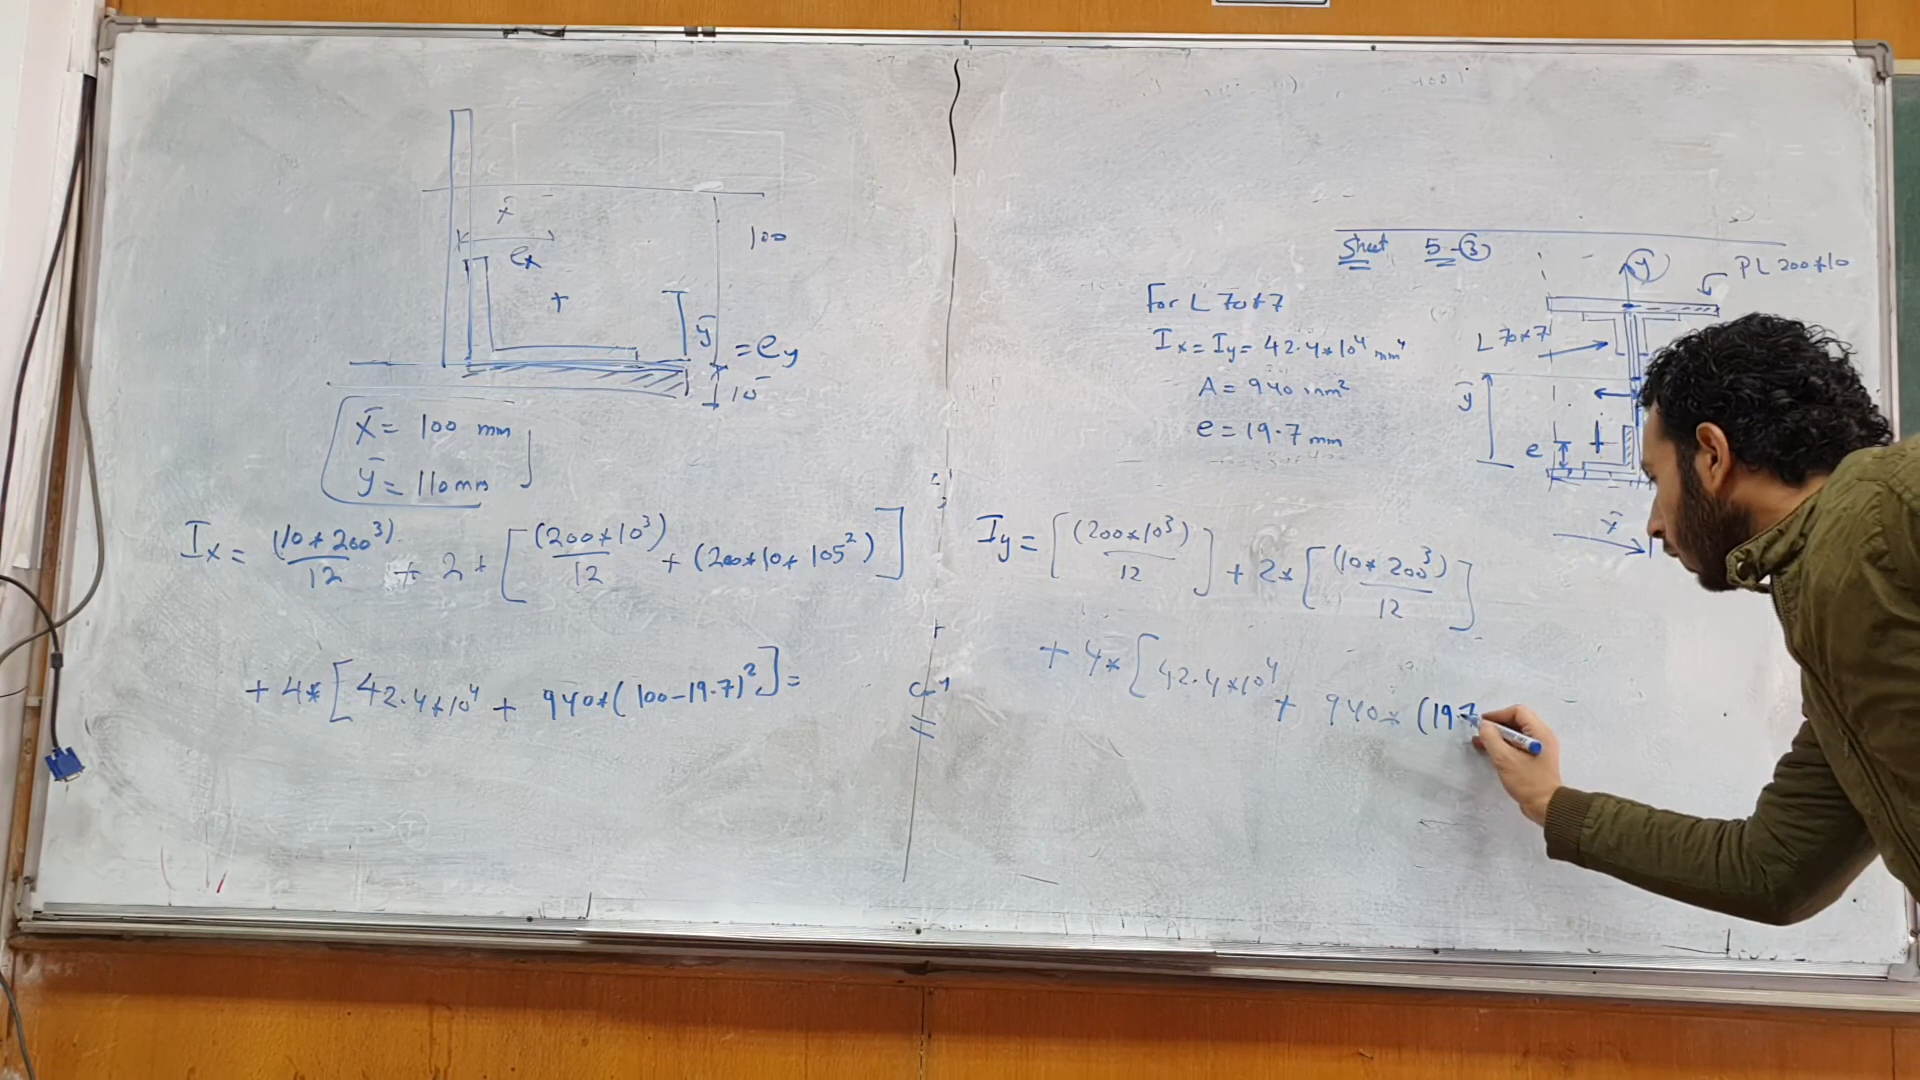 x̄
ex
100
+
ȳ
= ey
10
x̄ = 100 mm
ȳ = 110 mm
Ix = (10*200³)/12 + 2*[(200*10³)/12 + (200*10*105²)]
+ 4*[42.4*10⁴ + 940*(100-19.7)²] =
Sheet 5-③
For L 70*7
Ix = Iy = 42.4*10⁴ mm⁴
A = 940 mm²
e = 19.7 mm
y
PL 200*10
L 70*7
ȳ
e
x̄
Iy = [(200*10³)/12] + 2*[(10*200³)/12]
+ 4*[42.4*10⁴ + 940*(19.7